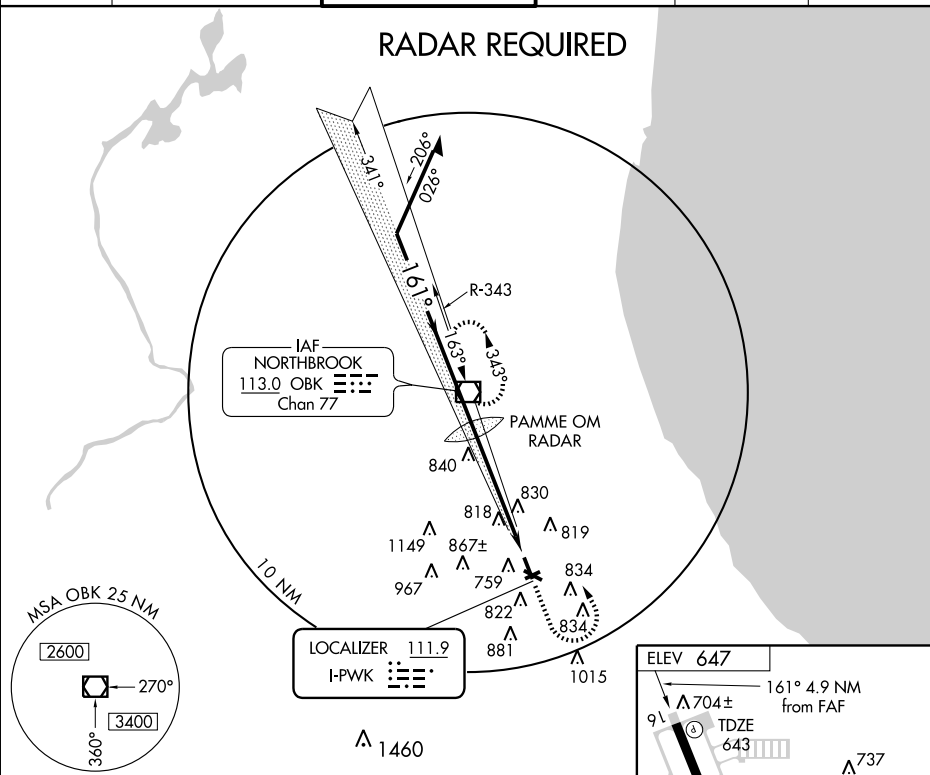 RADAR REQUIRED
341°
206°
026°
161°
R-343
163°
343°
IAF
NORTHBROOK
113.0 OBK
Chan 77
PAMME OM
RADAR
840
830
818
819
1149
867±
967
759
834
822
834
881
1015
10 NM
MSA OBK 25 NM
2600
270°
3400
360°
LOCALIZER 111.9
I-PWK
1460
ELEV 647
161° 4.9 NM
from FAF
16
704±
P
TDZE
643
737